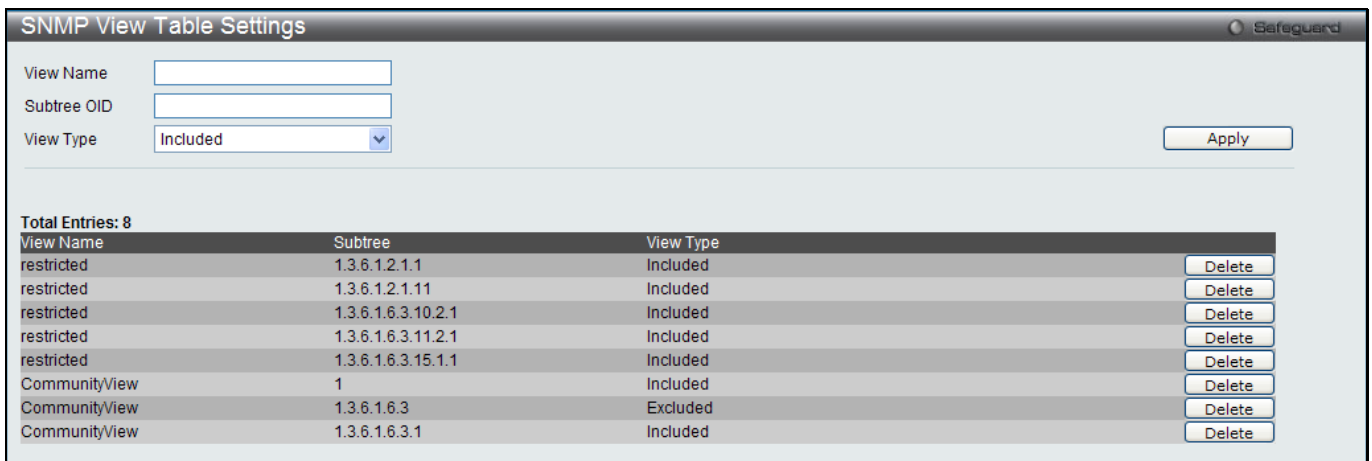 SNMP View Table Settings Safeguard
View Name
Subtree OID
View Type Included
Apply
Total Entries: 8
View Name Subtree View Type
restricted 1.3.6.1.2.1.1 Included Delete
restricted 1.3.6.1.2.1.11 Included Delete
restricted 1.3.6.1.6.3.10.2.1 Included Delete
restricted 1.3.6.1.6.3.11.2.1 Included Delete
restricted 1.3.6.1.6.3.15.1.1 Included Delete
CommunityView 1 Included Delete
CommunityView 1.3.6.1.6.3 Excluded Delete
CommunityView 1.3.6.1.6.3.1 Included Delete